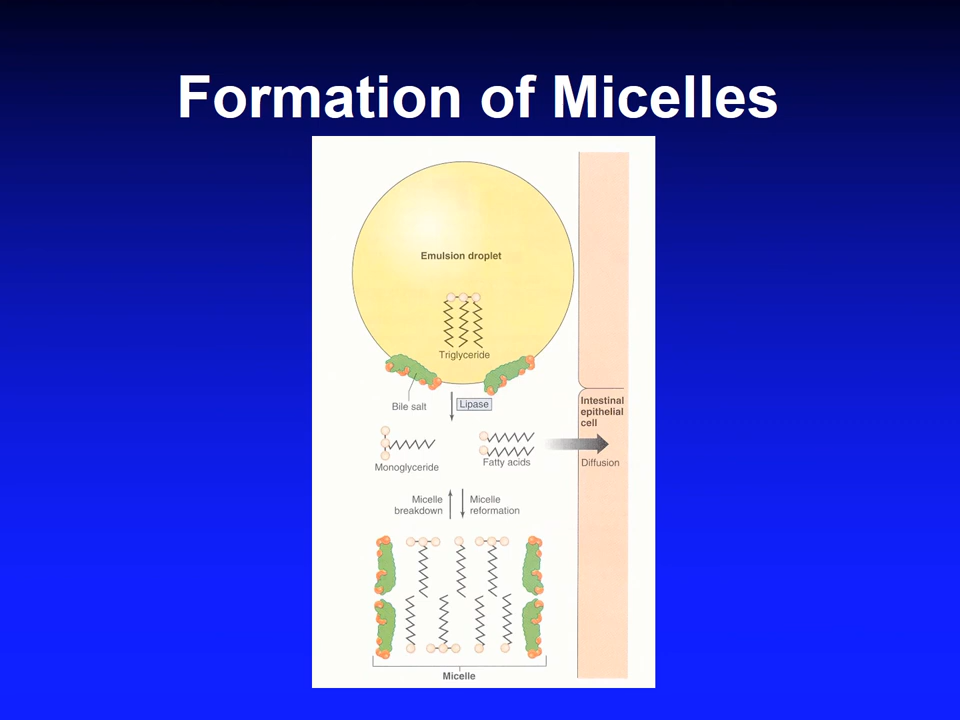 Formation of Micelles
Emulsion droplet
Triglyceride
Bile salt
Lipase
Intestinal
epithelial
cell
Monoglyceride
Fatty acids
Diffusion
Micelle
breakdown
Micelle
reformation
Micelle